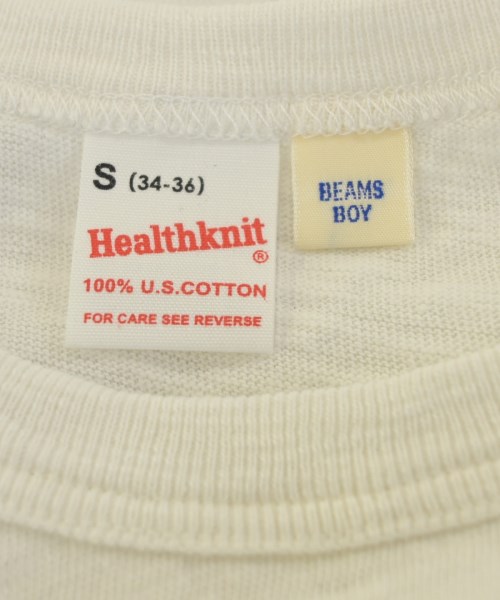 S (34-36)
Healthknit®
100% U.S.COTTON
FOR CARE SEE REVERSE
BEAMS
BOY